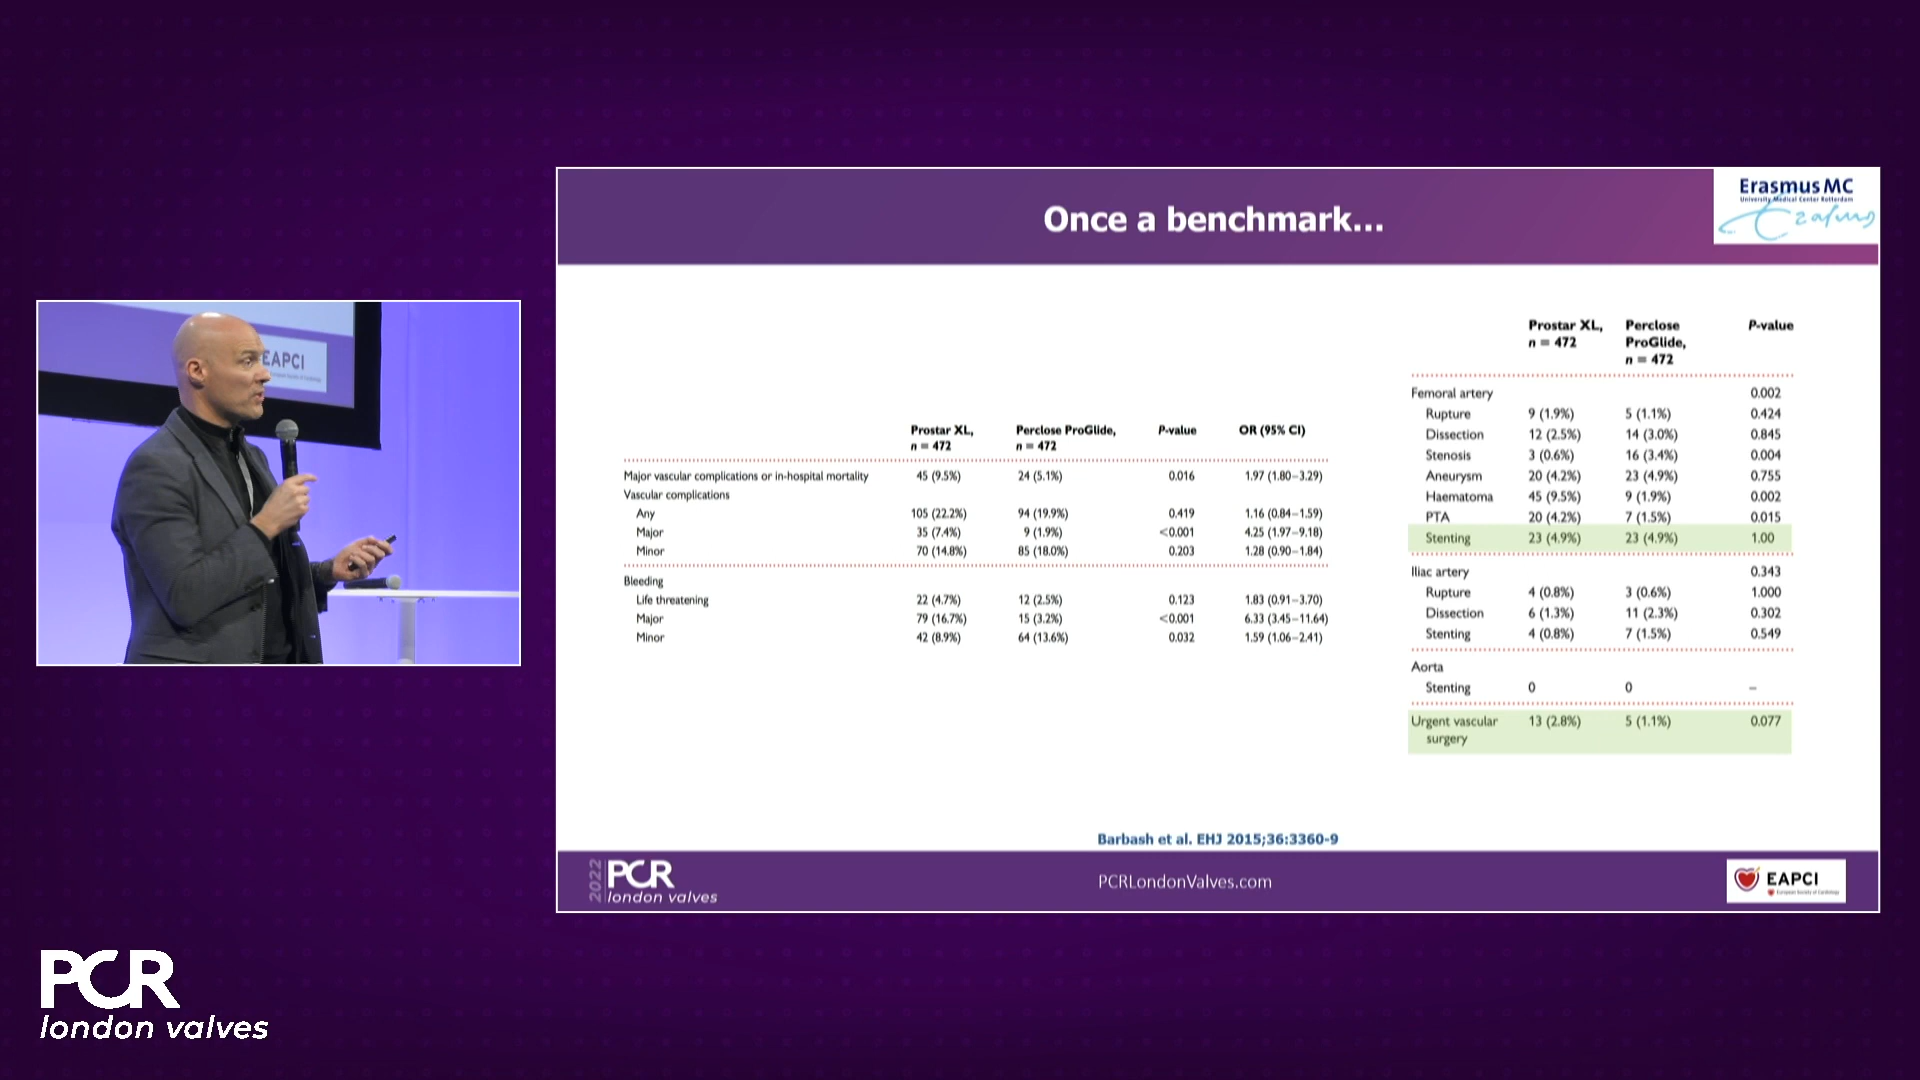 Once a benchmark...
Erasmus MC
University Medical Center Rotterdam
Erasmus
EAPCI
Prostar XL, Perclose ProGlide, P-value OR (95% CI)
n = 472 n = 472
Major vascular complications or in-hospital mortality 45 (9.5%) 24 (5.1%) 0.016 1.97 (1.80–3.29)
Vascular complications
Any 105 (22.2%) 94 (19.9%) 0.419 1.16 (0.84–1.59)
Major 35 (7.4%) 9 (1.9%) <0.001 4.25 (1.97–9.18)
Minor 70 (14.8%) 85 (18.0%) 0.203 1.28 (0.90–1.84)
Bleeding
Life threatening 22 (4.7%) 12 (2.5%) 0.123 1.83 (0.91–3.70)
Major 79 (16.7%) 15 (3.2%) <0.001 6.33 (3.45–11.64)
Minor 42 (8.9%) 64 (13.6%) 0.032 1.59 (1.06–2.41)
Prostar XL, Perclose P-value
n = 472 ProGlide,
n = 472
Femoral artery 0.002
Rupture 9 (1.9%) 5 (1.1%) 0.424
Dissection 12 (2.5%) 14 (3.0%) 0.845
Stenosis 3 (0.6%) 16 (3.4%) 0.004
Aneurysm 20 (4.2%) 23 (4.9%) 0.755
Haematoma 45 (9.5%) 9 (1.9%) 0.002
PTA 20 (4.2%) 7 (1.5%) 0.015
Stenting 23 (4.9%) 23 (4.9%) 1.00
Iliac artery 0.343
Rupture 4 (0.8%) 3 (0.6%) 1.000
Dissection 6 (1.3%) 11 (2.3%) 0.302
Stenting 4 (0.8%) 7 (1.5%) 0.549
Aorta
Stenting 0 0 –
Urgent vascular 13 (2.8%) 5 (1.1%) 0.077
surgery
Barbash et al. EHJ 2015;36:3360-9
2022 PCR
london valves
PCRLondonValves.com
EAPCI
European Society of Cardiology
PCR
london valves